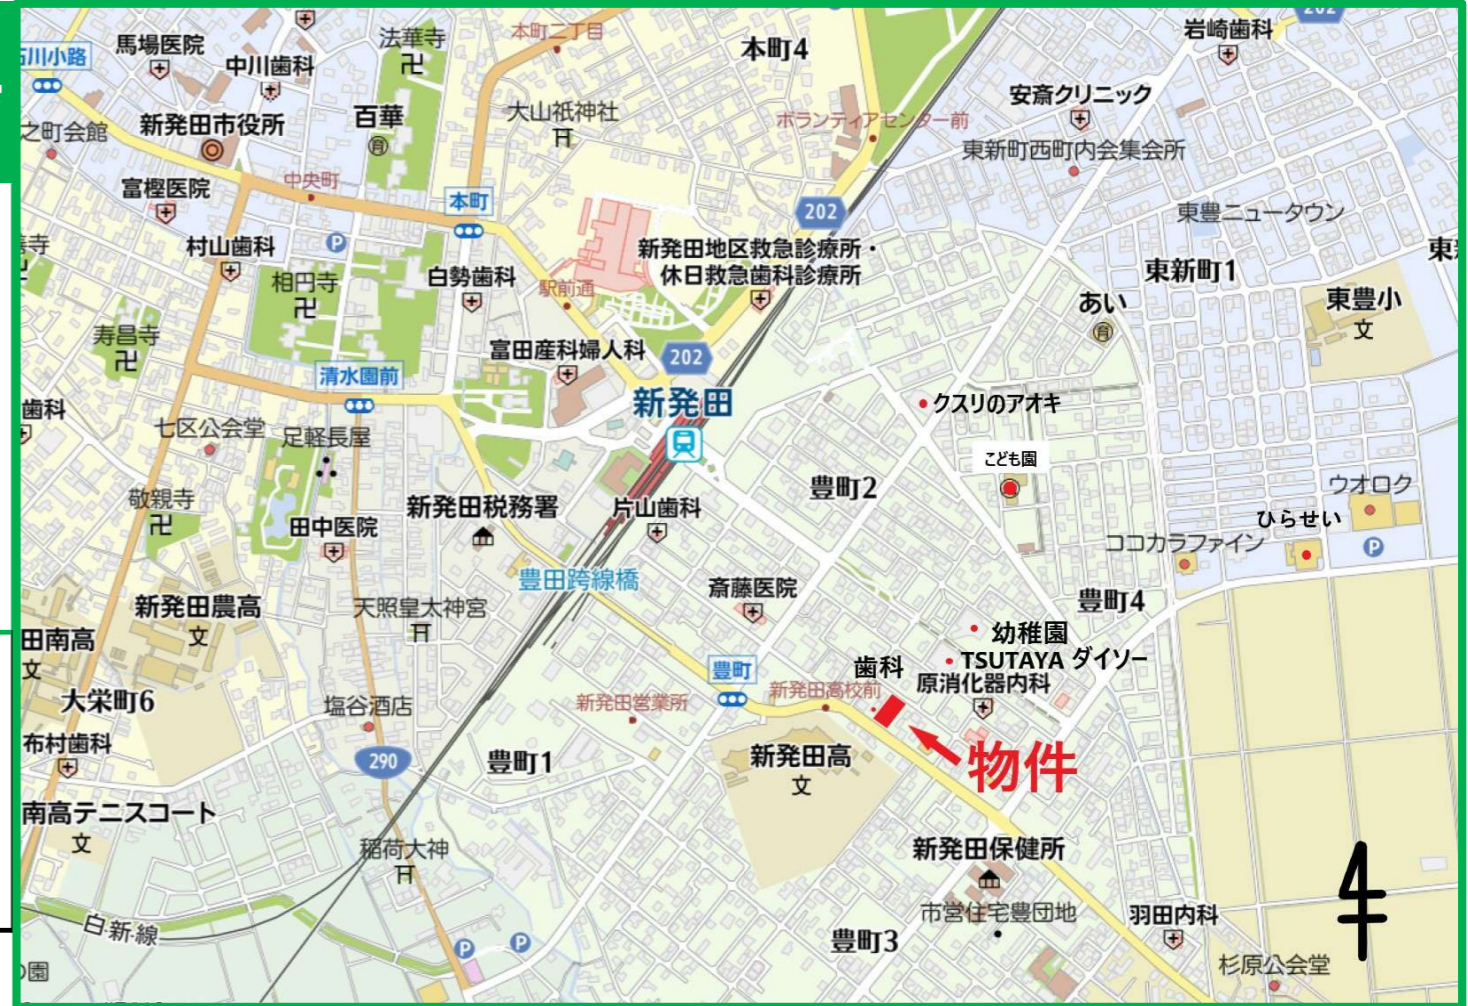 本町二丁目
法華寺
馬場医院
石川小路
中川歯科
本町4
岩崎歯科
202
安斎クリニック
大山祇神社
百華
新発田市役所
之町会館
ボランティアセンター前
東新町西町内会集会所
中央町
富樫医院
本町
202
東豊ニュータウン
村山歯科
新発田地区救急診療所・
休日救急歯科診療所
白勢歯科
相円寺
駅前通
東新町1
東豊小
文
あい
寿昌寺
富田産科婦人科
202
清水園前
新発田
クスリのアオキ
歯科
七区公会堂
足軽長屋
こども園
豊町2
ウオロク
敬親寺
新発田税務署
片山歯科
ひらせい
田中医院
ココカラファイン
P
豊田跨線橋
斎藤医院
豊町4
新発田農高
文
天照皇太神宮
田南高
文
幼稚園
TSUTAYA ダイソー
歯科
豊町
原消化器内科
新発田高校前
新発田営業所
大栄町6
塩谷酒店
布村歯科
290
豊町1
新発田高
文
物件
南高テニスコート
文
稲荷大神
新発田保健所
市営住宅豊団地
羽田内科
白新線
豊町3
P
P
杉原公会堂
の園